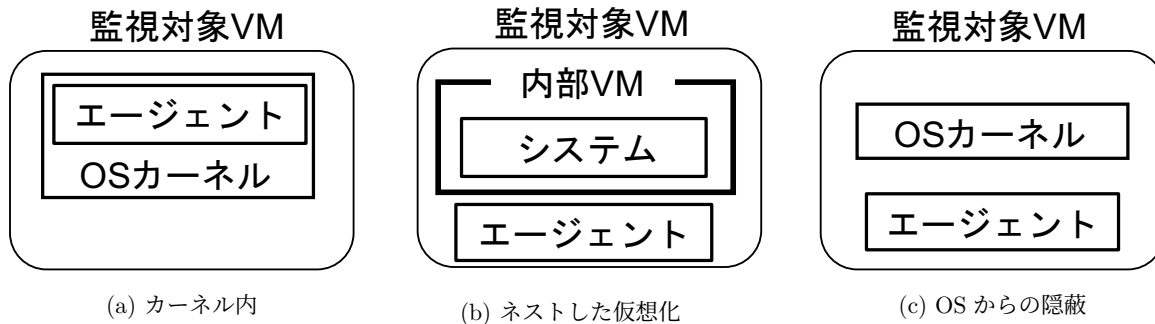 監視対象VM
エージェント
OSカーネル
(a) カーネル内
監視対象VM
内部VM
システム
エージェント
(b) ネストした仮想化
監視対象VM
OSカーネル
エージェント
(c) OS からの隠蔽